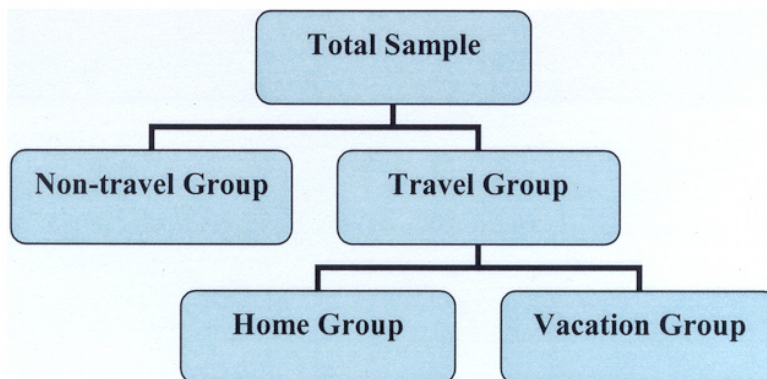 Total Sample
Non-travel Group
Travel Group
Home Group
Vacation Group